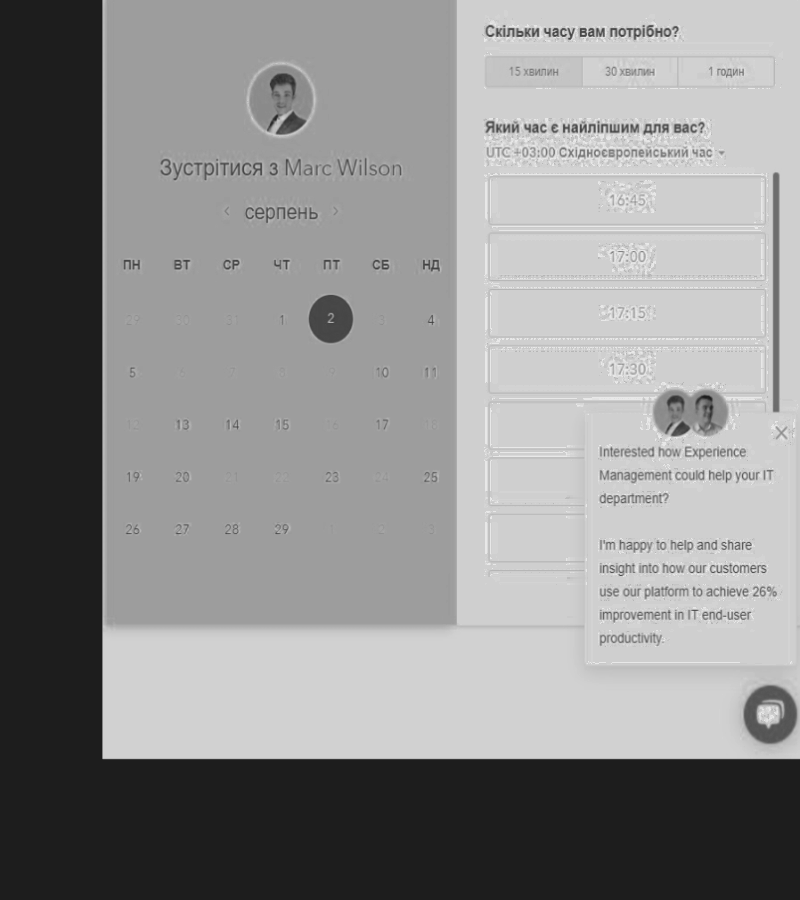 Зустрітися з Marc Wilson
серпень
ПН ВТ СР ЧТ ПТ СБ НД
29 30 31 1 2 3 4
5 6 7 8 9 10 11
12 13 14 15 16 17 18
19 20 21 22 23 24 25
26 27 28 29 1 2 3
Скільки часу вам потрібно?
15 хвилин 30 хвилин 1 годин
Який час є найліпшим для вас?
UTC +03:00 Східноєвропейський час
16:45
17:00
17:15
17:30
Interested how Experience
Management could help your IT
department?
I'm happy to help and share
insight into how our customers
use our platform to achieve 26%
improvement in IT end-user
productivity.